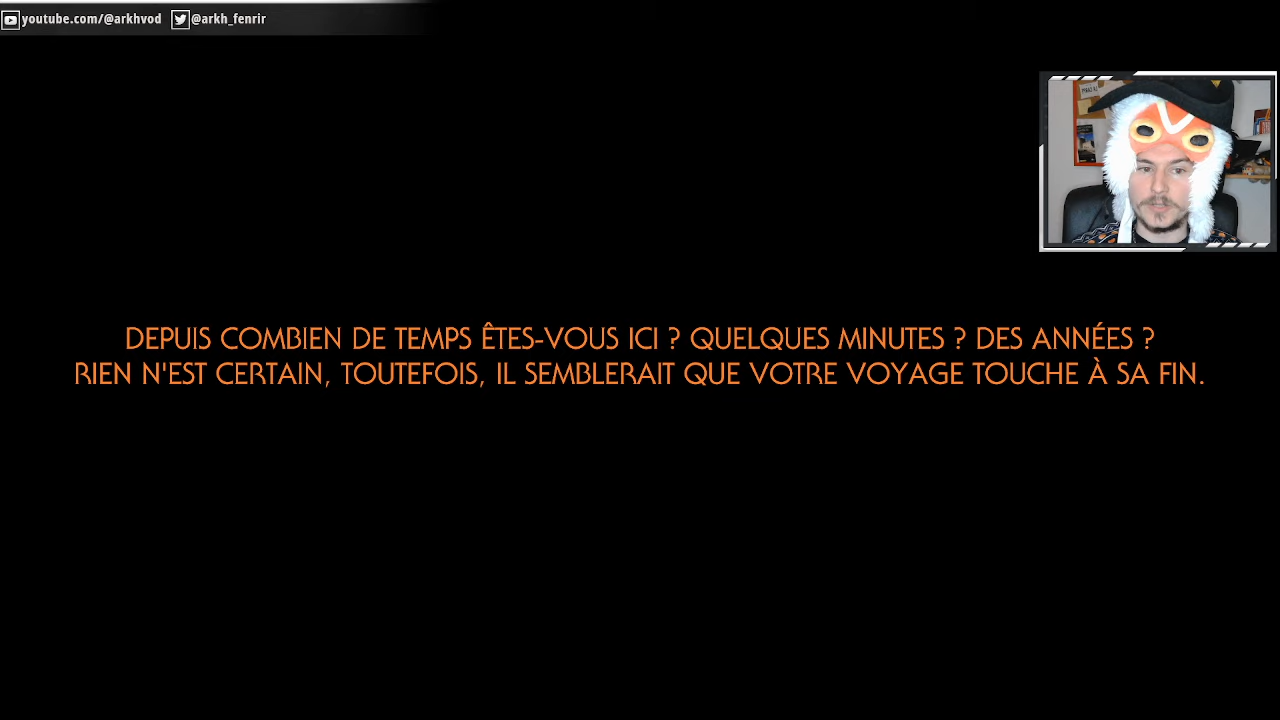 youtube.com/@arkhvod @arkh_fenrir
DEPUIS COMBIEN DE TEMPS ÊTES-VOUS ICI ? QUELQUES MINUTES ? DES ANNÉES ?
RIEN N'EST CERTAIN, TOUTEFOIS, IL SEMBLERAIT QUE VOTRE VOYAGE TOUCHE À SA FIN.